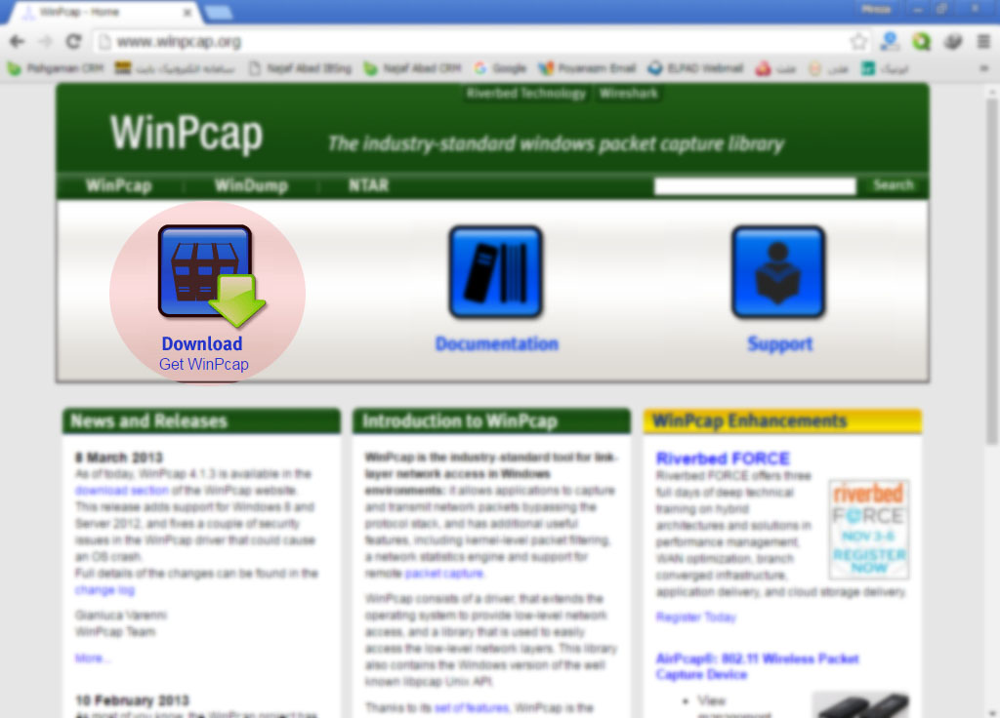 WinPcap - Home
www.winpcap.org
Pishgaman CRM
سامانه الکترونیک پایت
Najaf Abad IBSng
Najaf Abad CRM
Google
Poyanazm Email
ELPAD Webmail
Riverbed Technology
Wireshark
WinPcap
The industry-standard windows packet capture library
WinPcap
WinDump
NTAR
Search
Download
Get WinPcap
Documentation
Support
News and Releases
8 March 2013
As of today, WinPcap 4.1.3 is available in the
download section of the WinPcap website.
This release adds support for Windows 8 and
Server 2012, and fixes a couple of security
issues in the WinPcap driver that could cause
an OS crash.
Full details of the changes can be found in the
change log
Gianluca Varenni
WinPcap Team
More...
10 February 2013
As most of you know, the WinPcap project has
Introduction to WinPcap
WinPcap is the industry-standard tool for link-
layer network access in Windows
environments: it allows applications to capture
and transmit network packets bypassing the
protocol stack, and has additional useful
features, including kernel-level packet filtering,
a network statistics engine and support for
remote packet capture.
WinPcap consists of a driver, that extends the
operating system to provide low-level network
access, and a library that is used to easily
access the low-level network layers. This library
also contains the Windows version of the well
known libpcap Unix API.
Thanks to its set of features, WinPcap is the
WinPcap Enhancements
Riverbed FORCE
Riverbed FORCE offers three
full days of deep technical
training on hybrid
architectures and solutions in
performance management,
WAN optimization, branch
converged infrastructure,
application delivery, and cloud storage delivery.
riverbed
FORCE
NOV 3-6
REGISTER
NOW
Register Today
AirPcap®: 802.11 Wireless Packet
Capture Device
• View
management